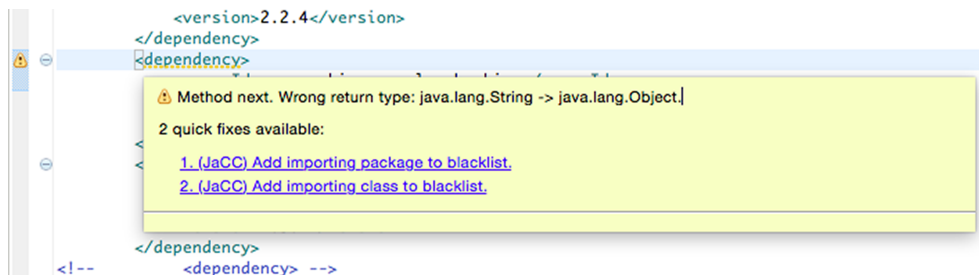 <version>2.2.4</version>
</dependency>
<dependency>
Method next. Wrong return type: java.lang.String -> java.lang.Object.
2 quick fixes available:
1. (JaCC) Add importing package to blacklist.
2. (JaCC) Add importing class to blacklist.
<
<
</dependency>
<!-- <dependency> -->